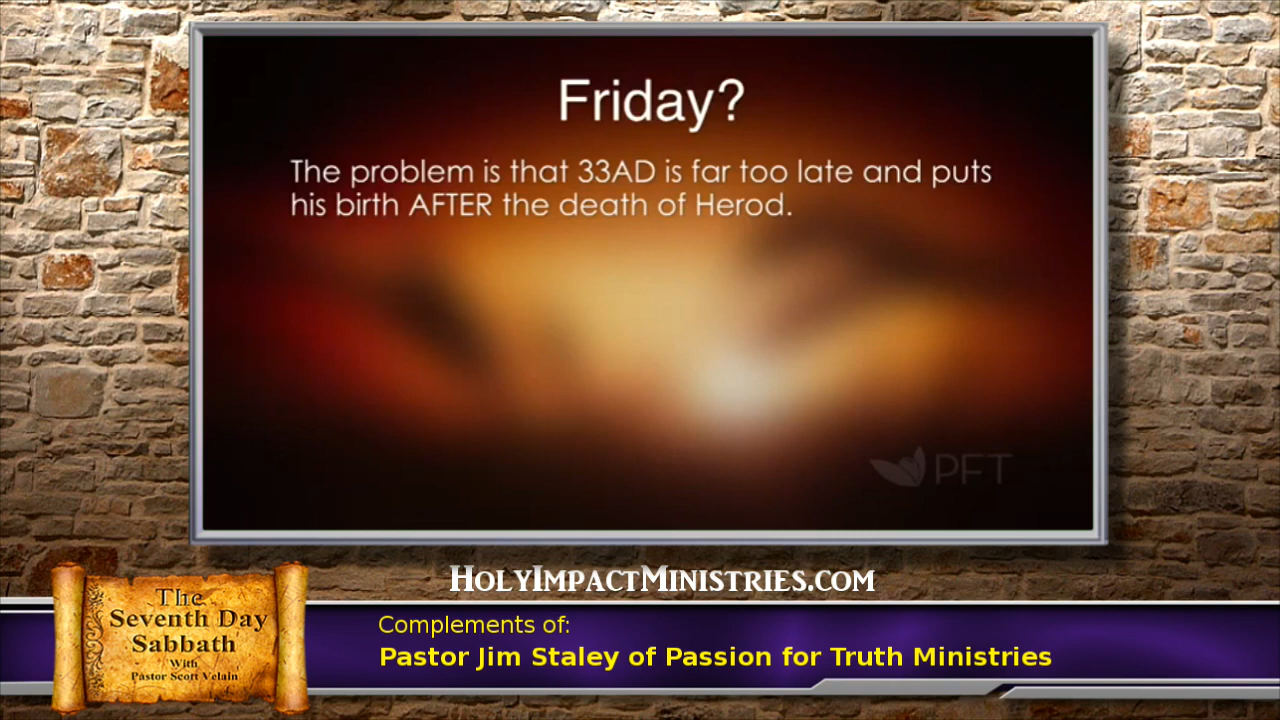 Friday?
The problem is that 33AD is far too late and puts
his birth AFTER the death of Herod.
PFT
HolyImpactMinistries.com
The
Seventh Day
Sabbath
With
Pastor Scott Velain
Complements of:
Pastor Jim Staley of Passion for Truth Ministries